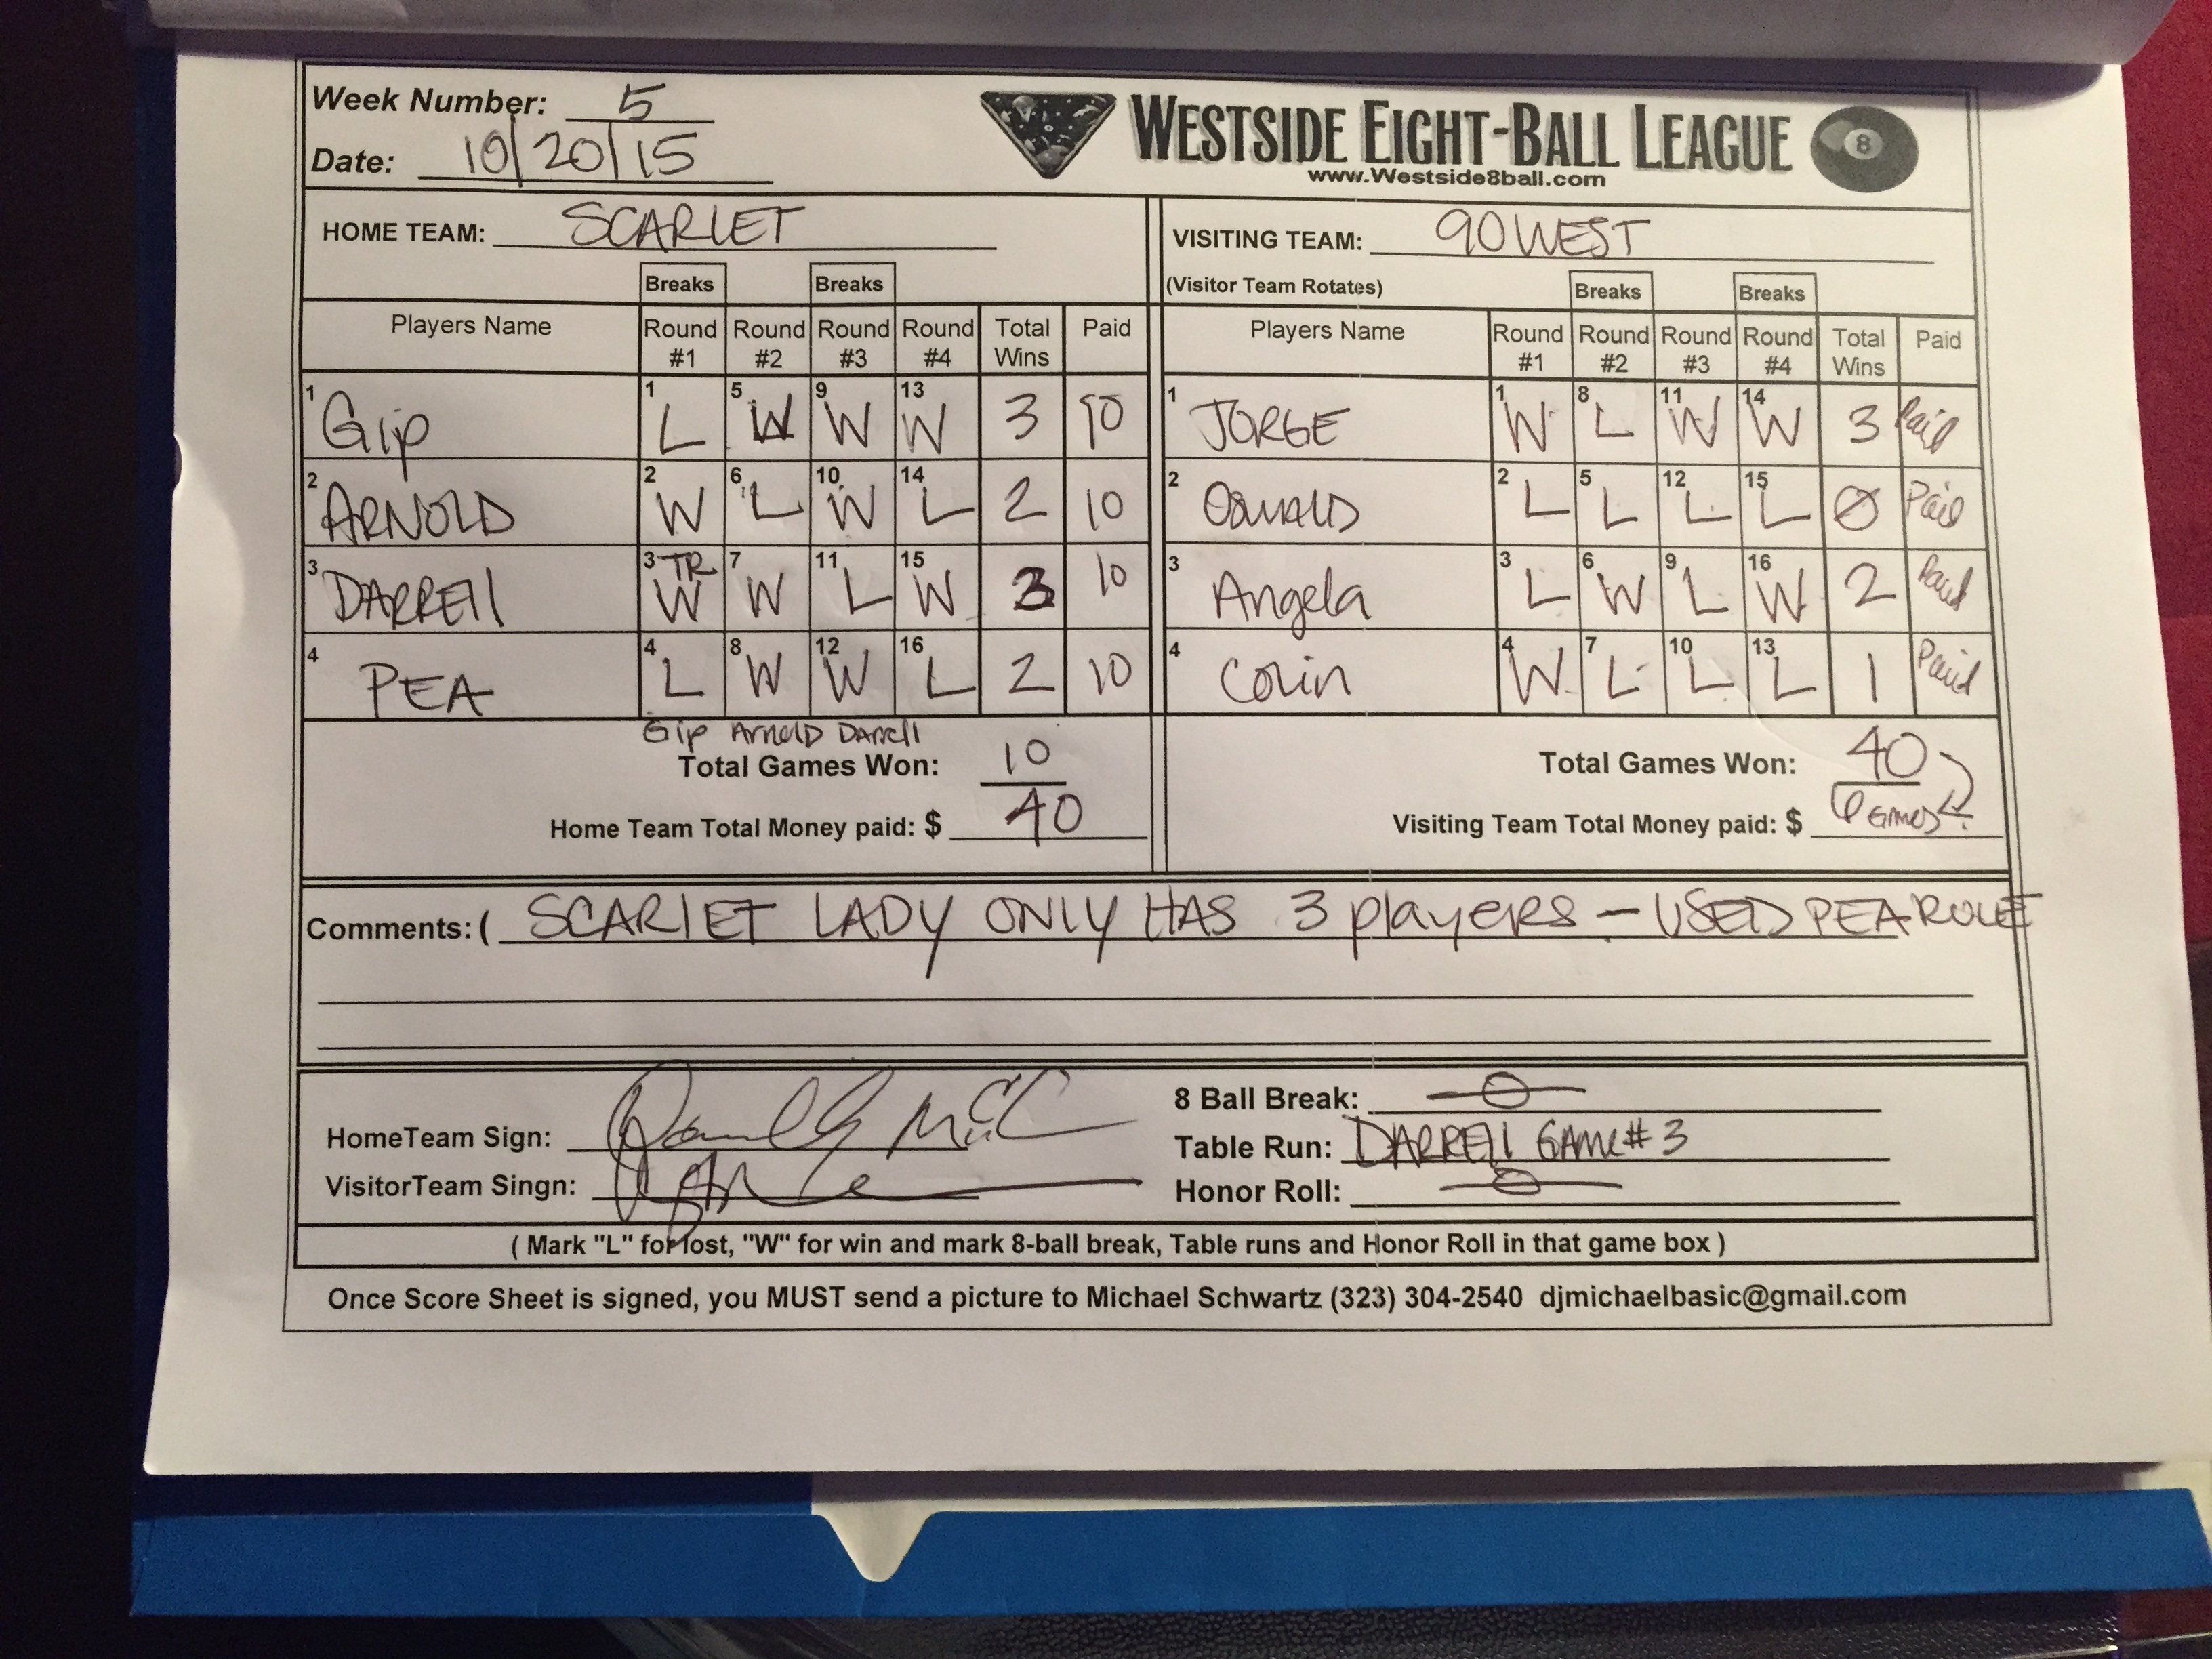 Week Number: 5
Date: 10/20/15
WESTSIDE EIGHT-BALL LEAGUE 8
www.Westside8ball.com
HOME TEAM: SCARLET
VISITING TEAM: 90 WEST
Breaks Breaks
(Visitor Team Rotates) Breaks Breaks
Players Name Round #1 Round #2 Round #3 Round #4 Total Wins Paid
Players Name Round #1 Round #2 Round #3 Round #4 Total Wins Paid
1 Gip 1 L 5 W 9 W 13 W 3 10
1 JORGE 1 W 8 L 11 W 14 W 3 Paid
2 ARNOLD 2 W 6 L 10 W 14 L 2 10
2 OSWALD 2 L 5 L 12 L 15 L Ø Paid
3 DARRELL 3 TR W 7 W 11 L 15 W 3 10
3 Angela 3 L 6 W 9 L 16 W 2 Paid
4 PEA 4 L 8 W 12 W 16 L 2 10
4 Colin 4 W 7 L 10 L 13 L 1 Paid
Gip Arnold Darrell
Total Games Won: 10
Home Team Total Money paid: $ 40
Total Games Won: 40
Visiting Team Total Money paid: $ 6 GAMES
Comments: ( SCARLET LADY ONLY HAS 3 players - USED PEA RULE
HomeTeam Sign:
VisitorTeam Singn:
8 Ball Break:
Table Run: DARRELL GAME # 3
Honor Roll:
( Mark "L" for lost, "W" for win and mark 8-ball break, Table runs and Honor Roll in that game box )
Once Score Sheet is signed, you MUST send a picture to Michael Schwartz (323) 304-2540 djmichaelbasic@gmail.com